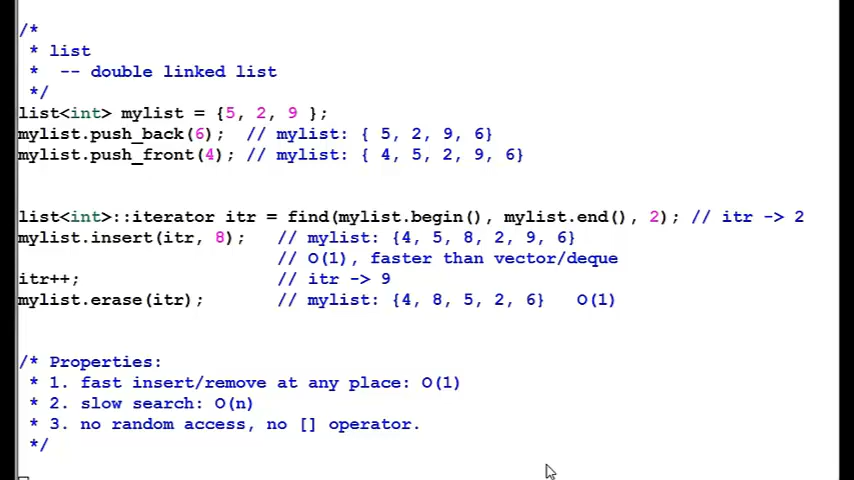 /*
 * list
 *  -- double linked list
 */
list<int> mylist = {5, 2, 9 };
mylist.push_back(6);  // mylist: { 5, 2, 9, 6}
mylist.push_front(4); // mylist: { 4, 5, 2, 9, 6}
list<int>::iterator itr = find(mylist.begin(), mylist.end(), 2); // itr -> 2
mylist.insert(itr, 8);   // mylist: {4, 5, 8, 2, 9, 6}
                         // O(1), faster than vector/deque
itr++;                   // itr -> 9
mylist.erase(itr);       // mylist: {4, 8, 5, 2, 6}   O(1)
/* Properties:
 * 1. fast insert/remove at any place: O(1)
 * 2. slow search: O(n)
 * 3. no random access, no [] operator.
 */